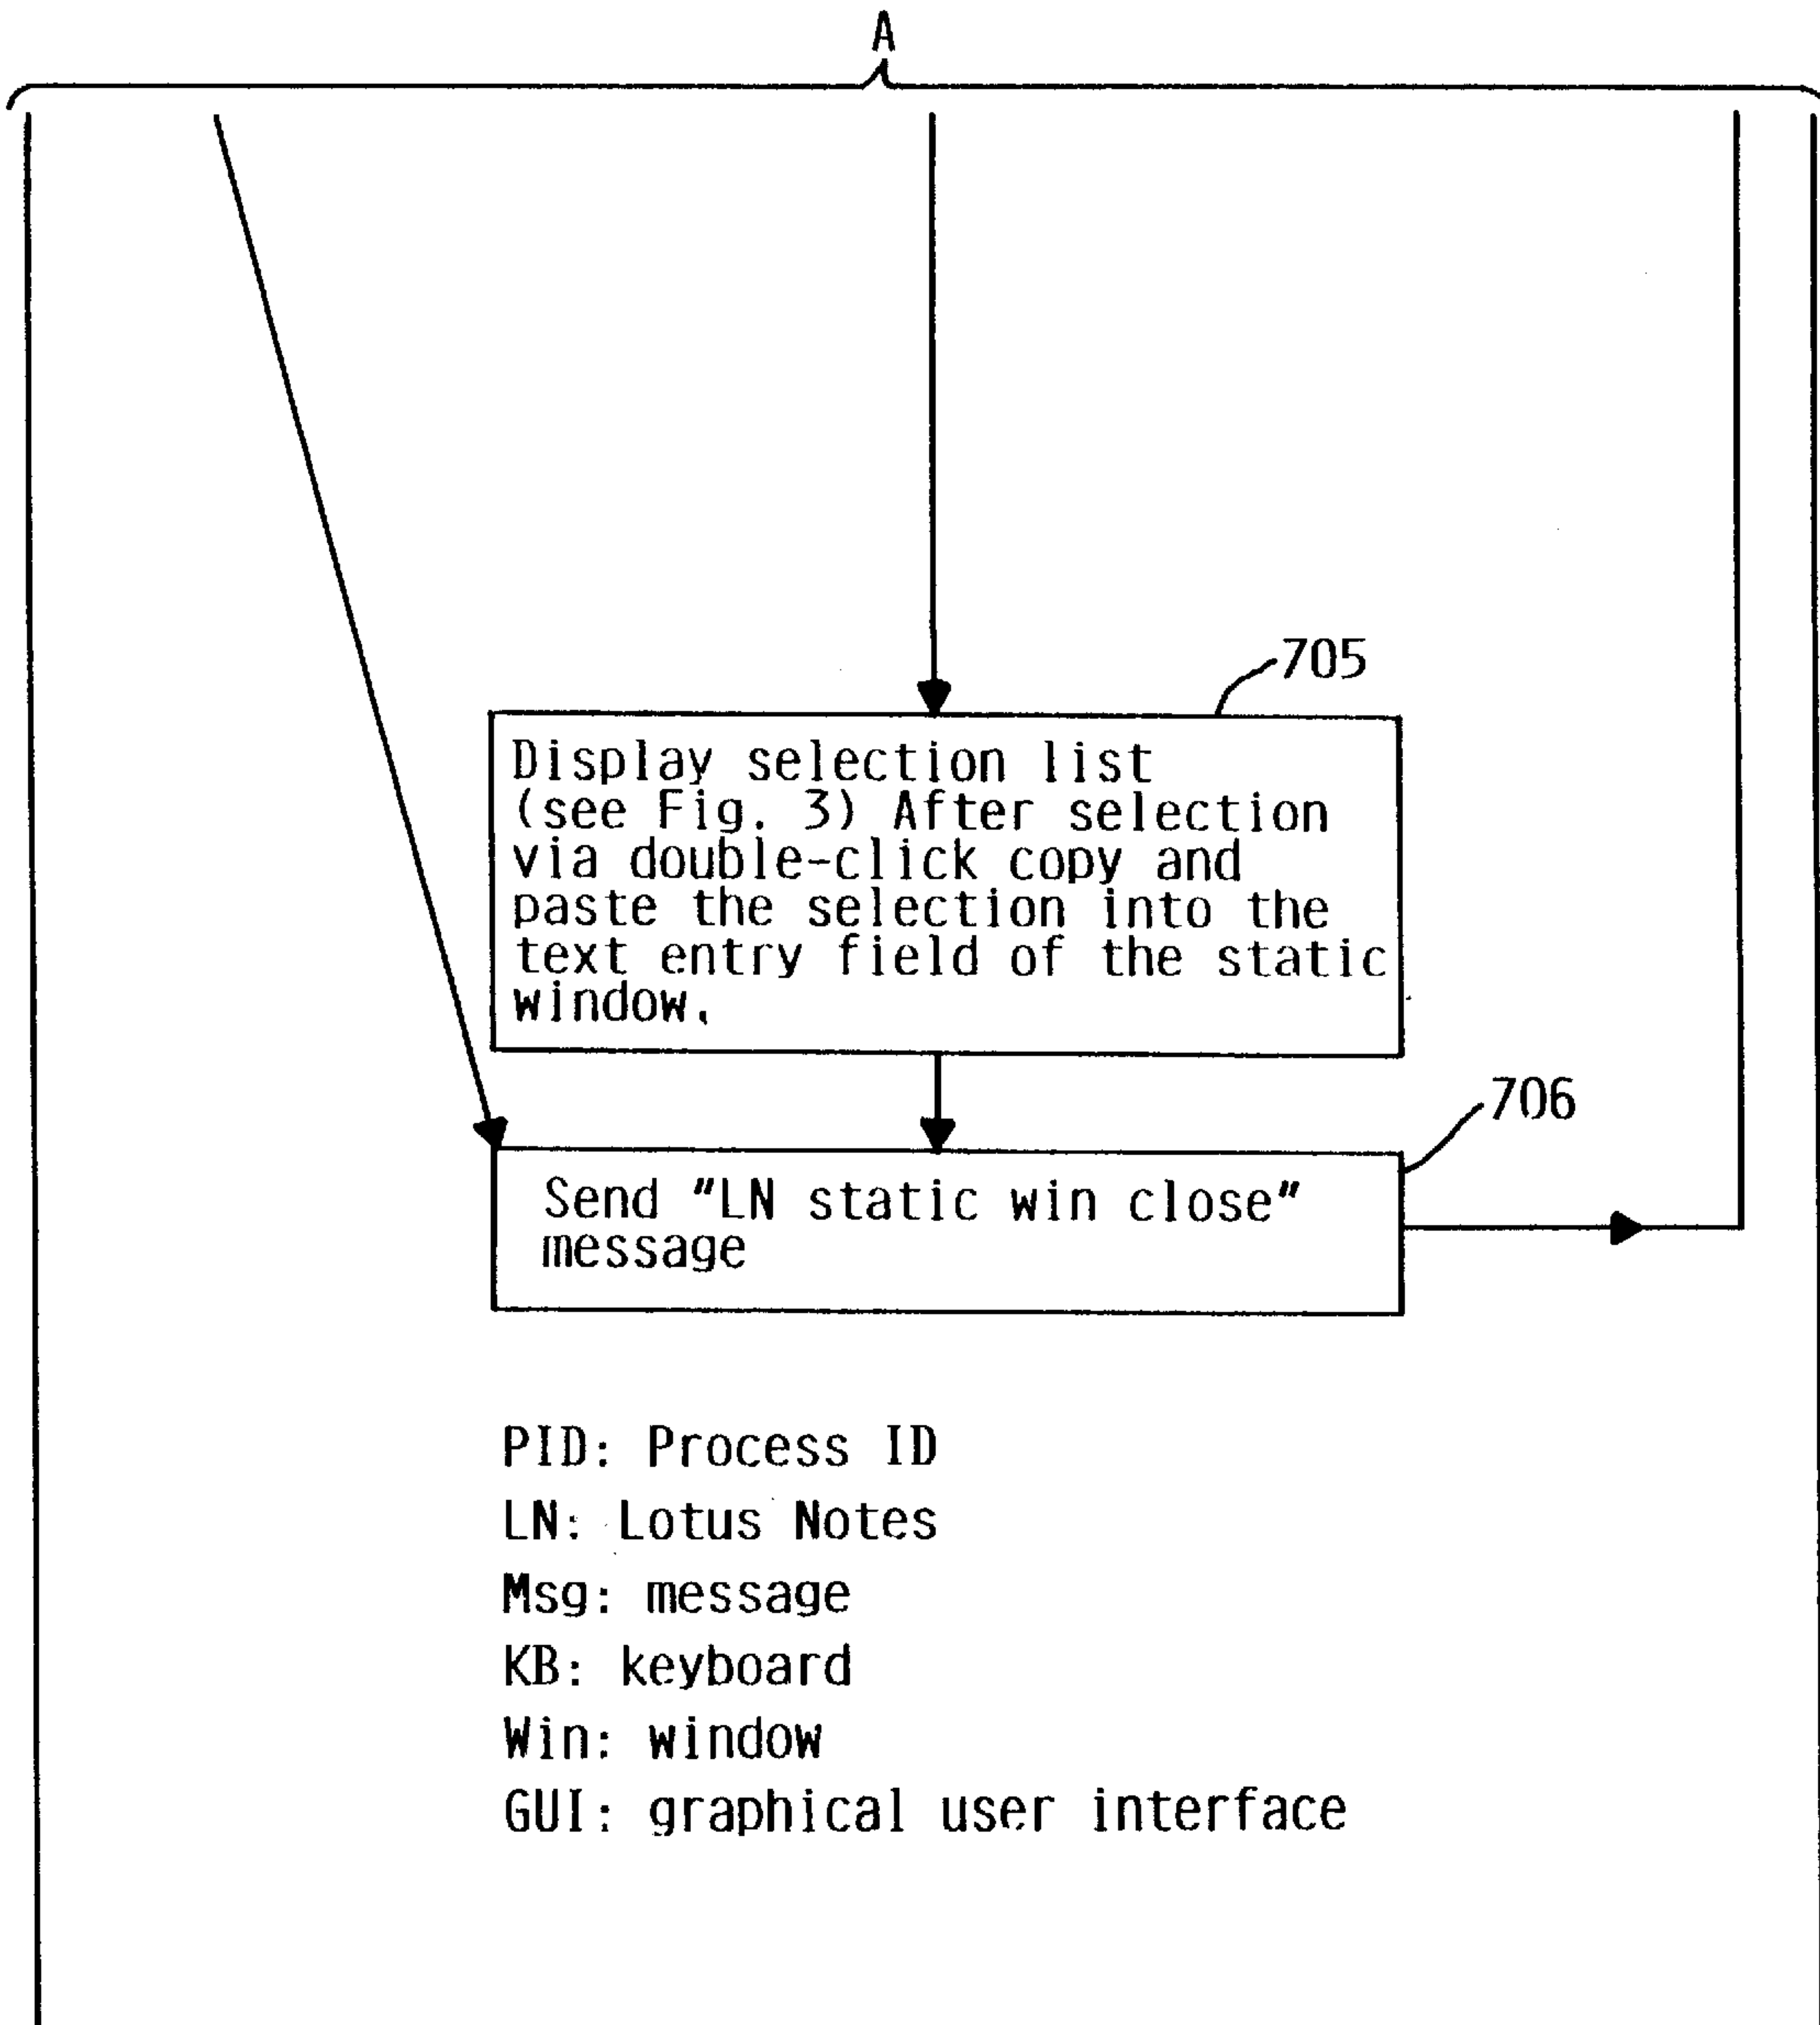 A
705
Display selection list
(see Fig. 3) After selection
via double-click copy and
paste the selection into the
text entry field of the static
window.
706
Send "LN static win close"
message
PID: Process ID
LN: Lotus Notes
Msg: message
KB: keyboard
Win: window
GUI: graphical user interface